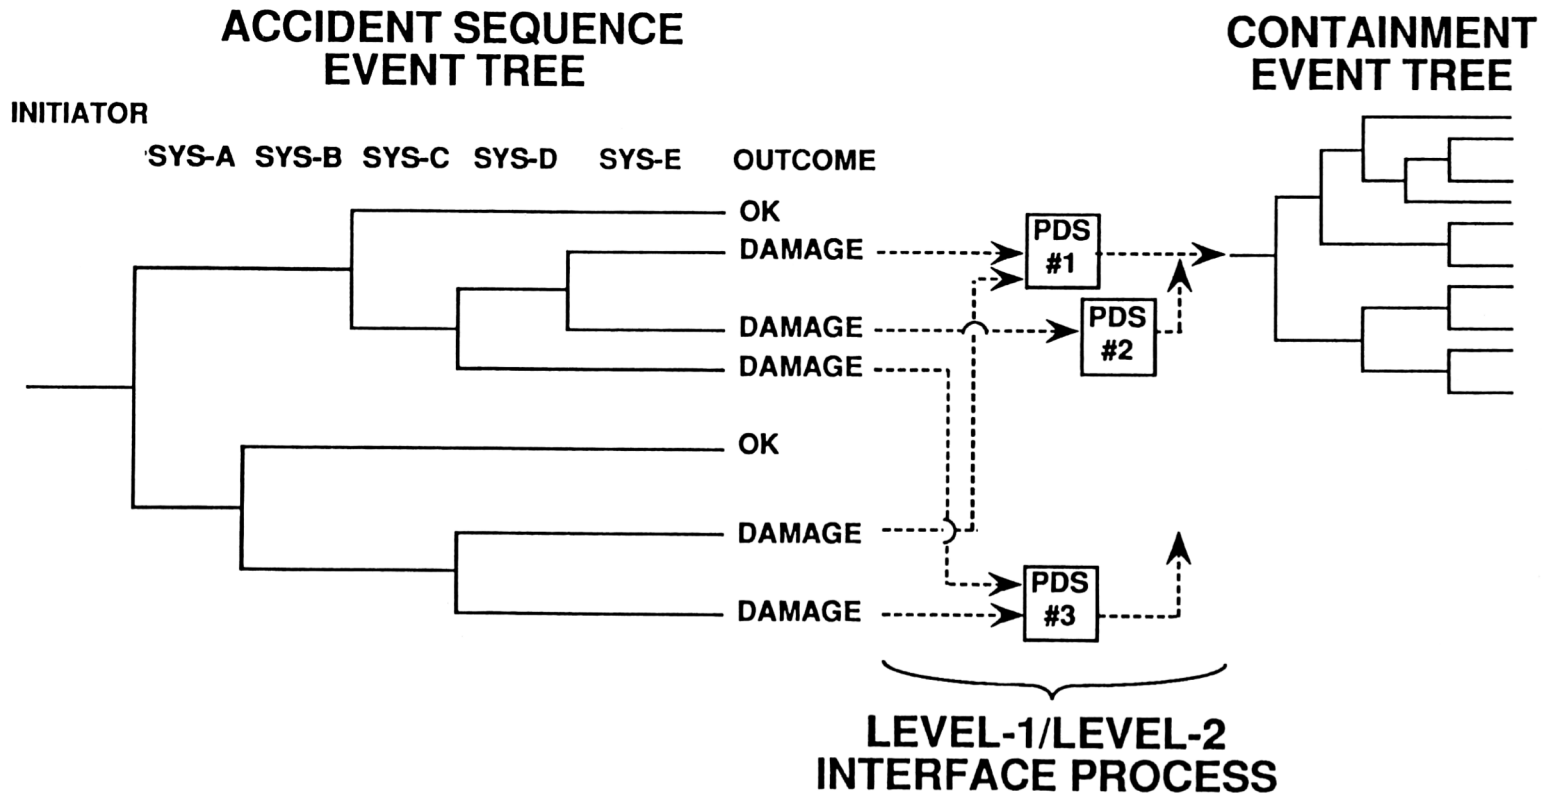 ACCIDENT SEQUENCE
EVENT TREE
CONTAINMENT
EVENT TREE
INITIATOR
SYS-A SYS-B SYS-C SYS-D SYS-E OUTCOME
OK
DAMAGE
DAMAGE
DAMAGE
OK
DAMAGE
DAMAGE
PDS
#1
PDS
#2
PDS
#3
LEVEL-1/LEVEL-2
INTERFACE PROCESS